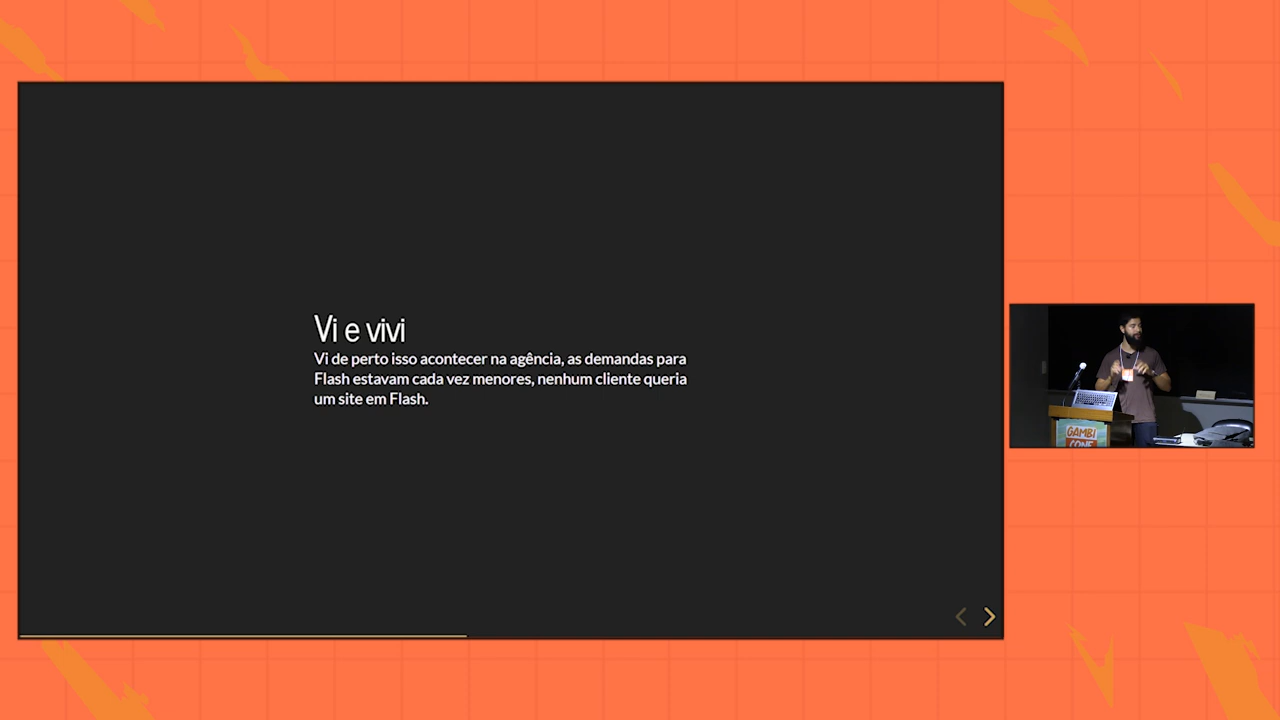 Vi e vivi
Vi de perto isso acontecer na agência, as demandas para
Flash estavam cada vez menores, nenhum cliente queria
um site em Flash.
GAMBI
CONF